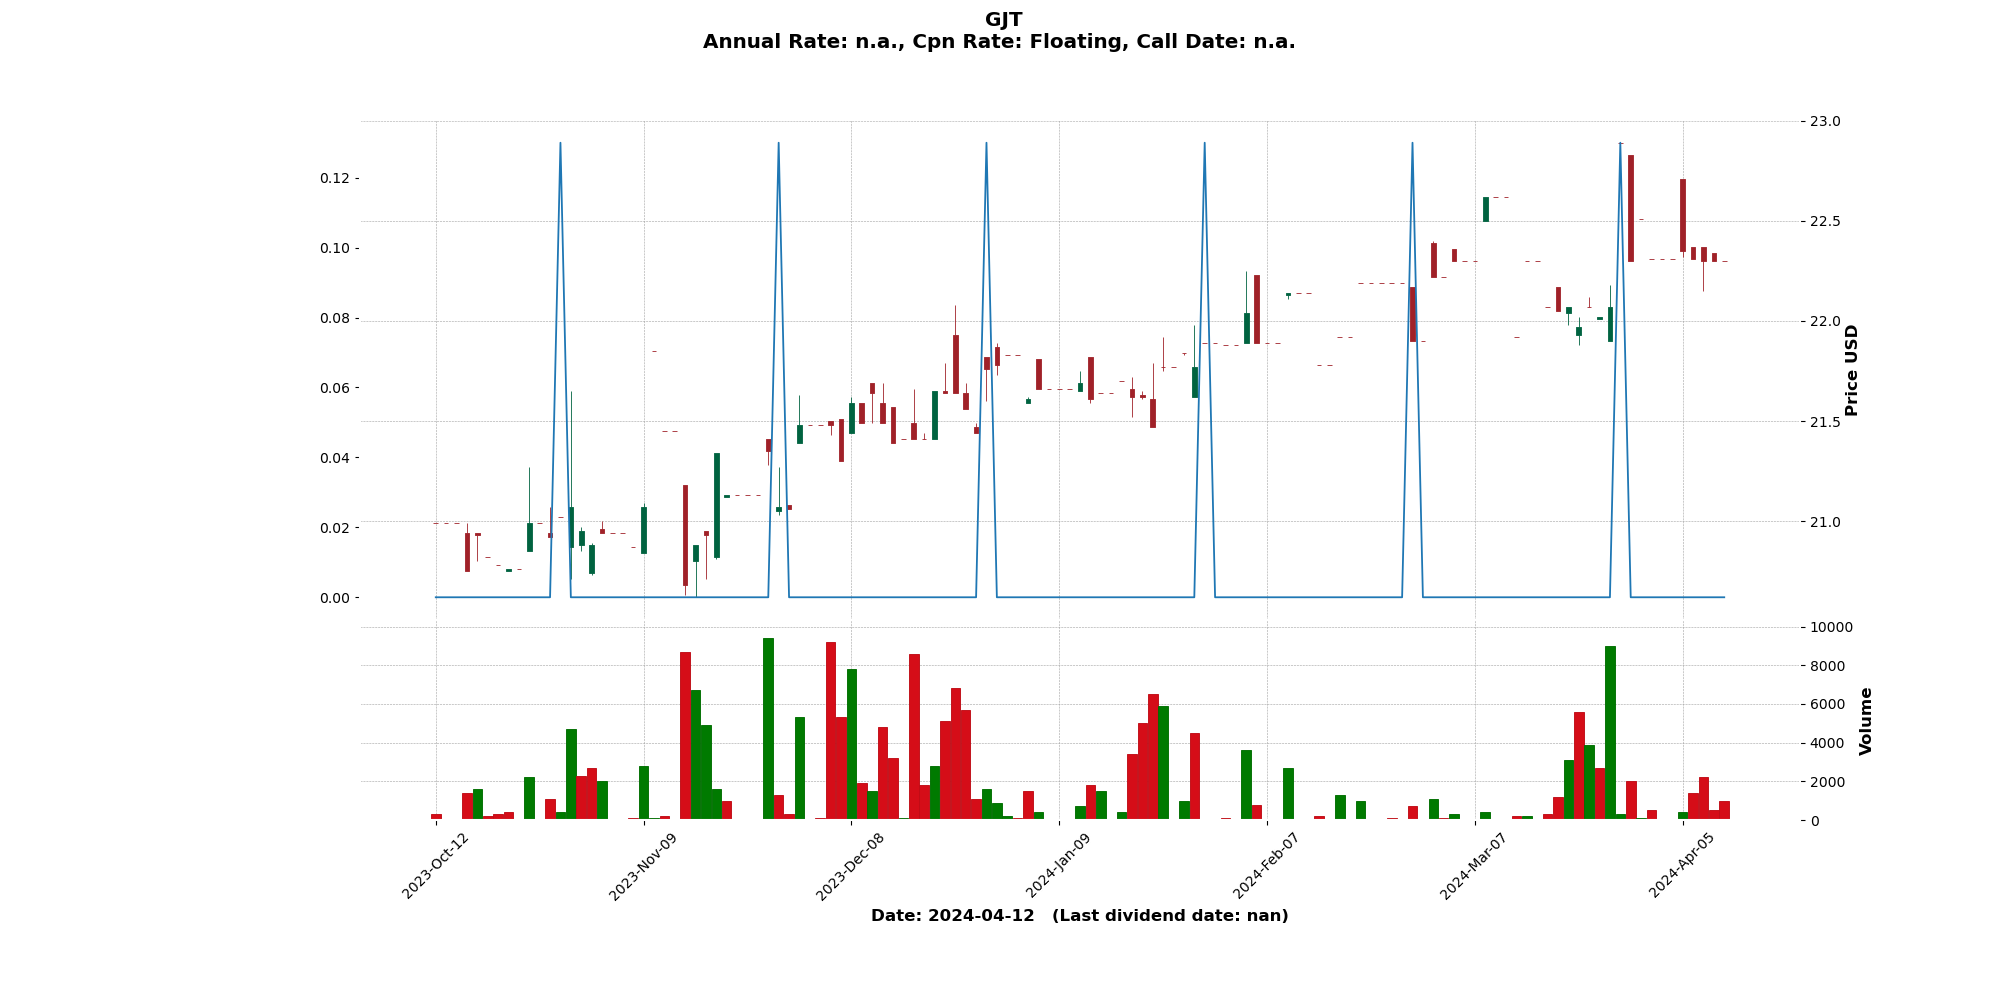 GJT
Annual Rate: n.a., Cpn Rate: Floating, Call Date: n.a.
0.12
0.10
0.08
0.06
0.04
0.02
0.00
23.0
22.5
22.0
21.5
21.0
Price USD
10000
8000
6000
4000
2000
0
Volume
2023-Oct-12
2023-Nov-09
2023-Dec-08
2024-Jan-09
2024-Feb-07
2024-Mar-07
2024-Apr-05
Date: 2024-04-12   (Last dividend date: nan)